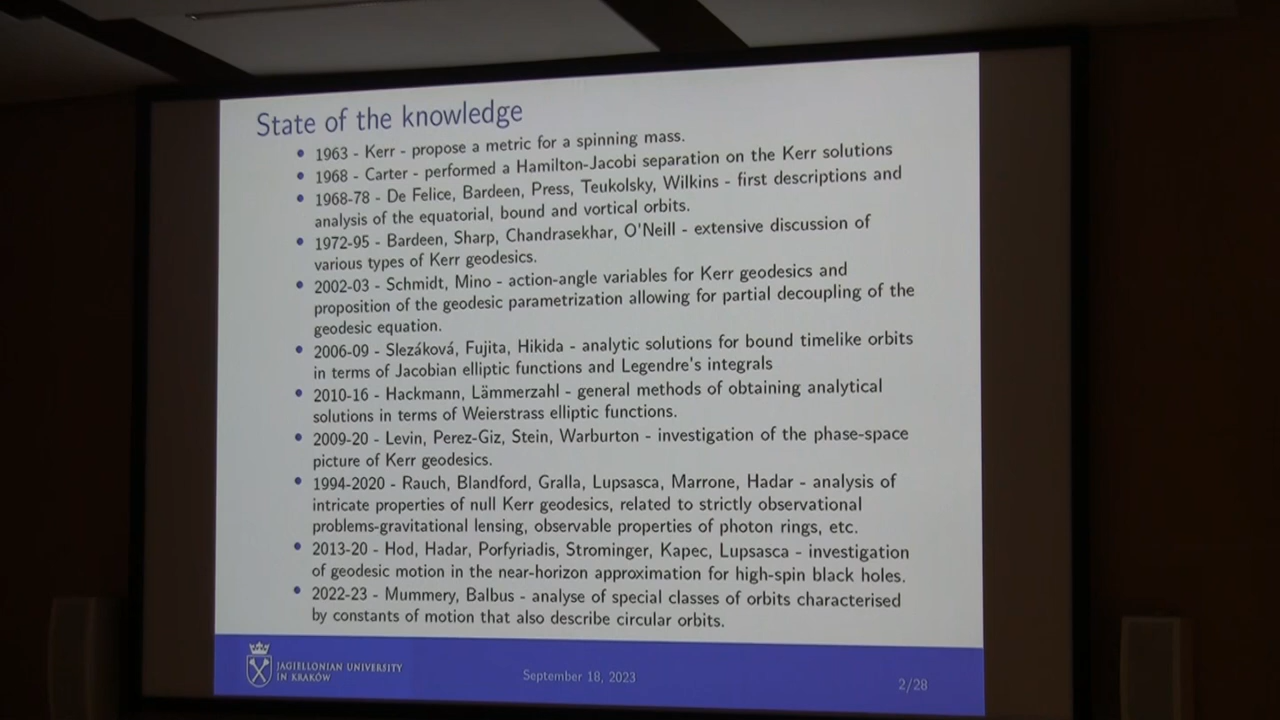 State of the knowledge
• 1963 - Kerr - propose a metric for a spinning mass.
• 1968 - Carter - performed a Hamilton-Jacobi separation on the Kerr solutions
• 1968-78 - De Felice, Bardeen, Press, Teukolsky, Wilkins - first descriptions and
analysis of the equatorial, bound and vortical orbits.
• 1972-95 - Bardeen, Sharp, Chandrasekhar, O'Neill - extensive discussion of
various types of Kerr geodesics.
• 2002-03 - Schmidt, Mino - action-angle variables for Kerr geodesics and
proposition of the geodesic parametrization allowing for partial decoupling of the
geodesic equation.
• 2006-09 - Slezáková, Fujita, Hikida - analytic solutions for bound timelike orbits
in terms of Jacobian elliptic functions and Legendre's integrals
• 2010-16 - Hackmann, Lämmerzahl - general methods of obtaining analytical
solutions in terms of Weierstrass elliptic functions.
• 2009-20 - Levin, Perez-Giz, Stein, Warburton - investigation of the phase-space
picture of Kerr geodesics.
• 1994-2020 - Rauch, Blandford, Gralla, Lupsasca, Marrone, Hadar - analysis of
intricate properties of null Kerr geodesics, related to strictly observational
problems-gravitational lensing, observable properties of photon rings, etc.
• 2013-20 - Hod, Hadar, Porfyriadis, Strominger, Kapec, Lupsasca - investigation
of geodesic motion in the near-horizon approximation for high-spin black holes.
• 2022-23 - Mummery, Balbus - analyse of special classes of orbits characterised
by constants of motion that also describe circular orbits.
JAGIELLONIAN UNIVERSITY
IN KRAKÓW
September 18, 2023
2/28